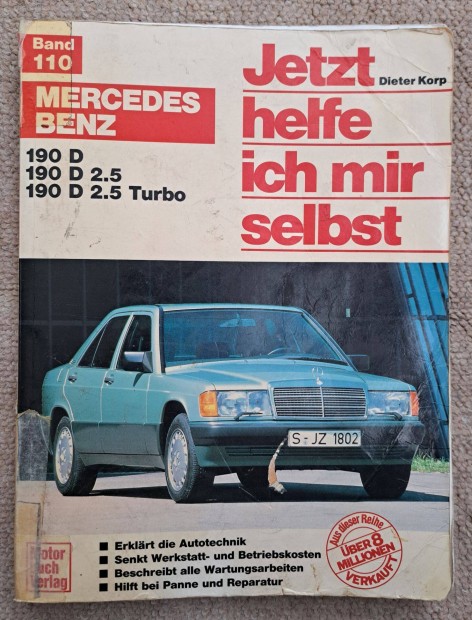 Band
110
MERCEDES
BENZ
190 D
190 D 2.5
190 D 2.5 Turbo
Jetzt
Dieter Korp
helfe
ich mir
selbst
S-JZ 1802
■ Erklärt die Autotechnik
■ Senkt Werkstatt- und Betriebskosten
■ Beschreibt alle Wartungsarbeiten
■ Hilft bei Panne und Reparatur
Aus dieser Reihe
ÜBER 8
MILLIONEN
VERKAUFT
Motor
buch
Verlag